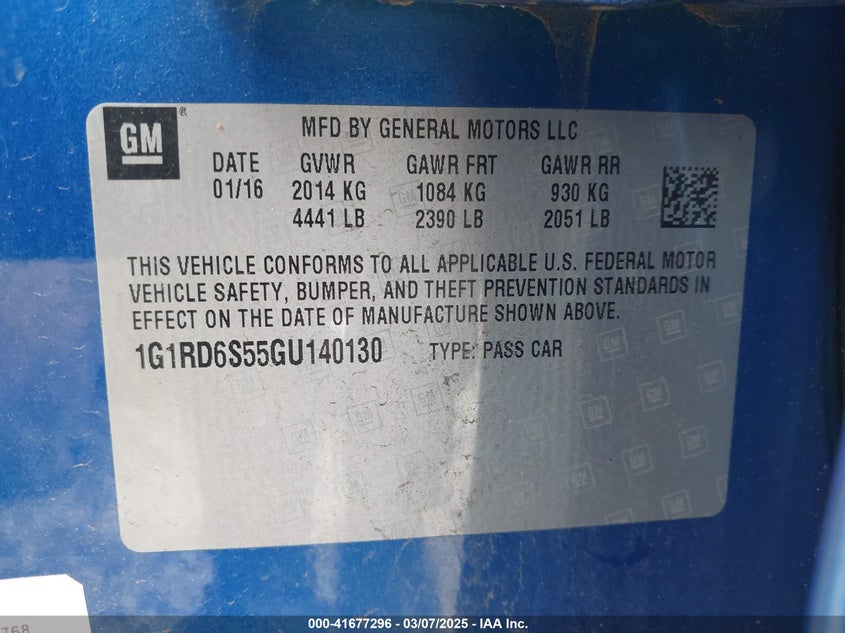 GM ®
MFD BY GENERAL MOTORS LLC
DATE GVWR GAWR FRT GAWR RR
01/16 2014 KG 1084 KG 930 KG
4441 LB 2390 LB 2051 LB
THIS VEHICLE CONFORMS TO ALL APPLICABLE U.S. FEDERAL MOTOR
VEHICLE SAFETY, BUMPER, AND THEFT PREVENTION STANDARDS IN
EFFECT ON THE DATE OF MANUFACTURE SHOWN ABOVE.
1G1RD6S55GU140130 TYPE: PASS CAR
000-41677296 - 03/07/2025 - IAAI Inc.